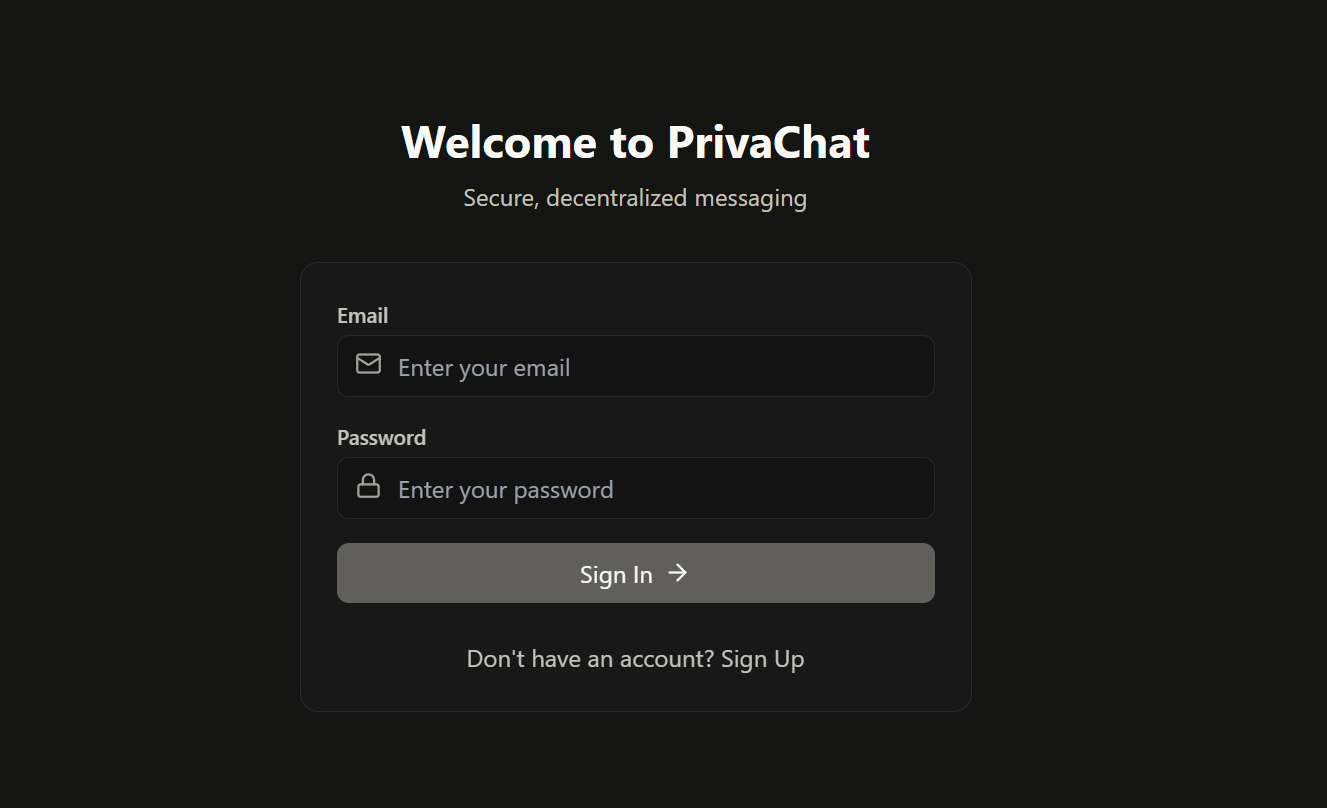 Welcome to PrivaChat
Secure, decentralized messaging
Email
Enter your email
Password
Enter your password
Sign In
Don't have an account? Sign Up